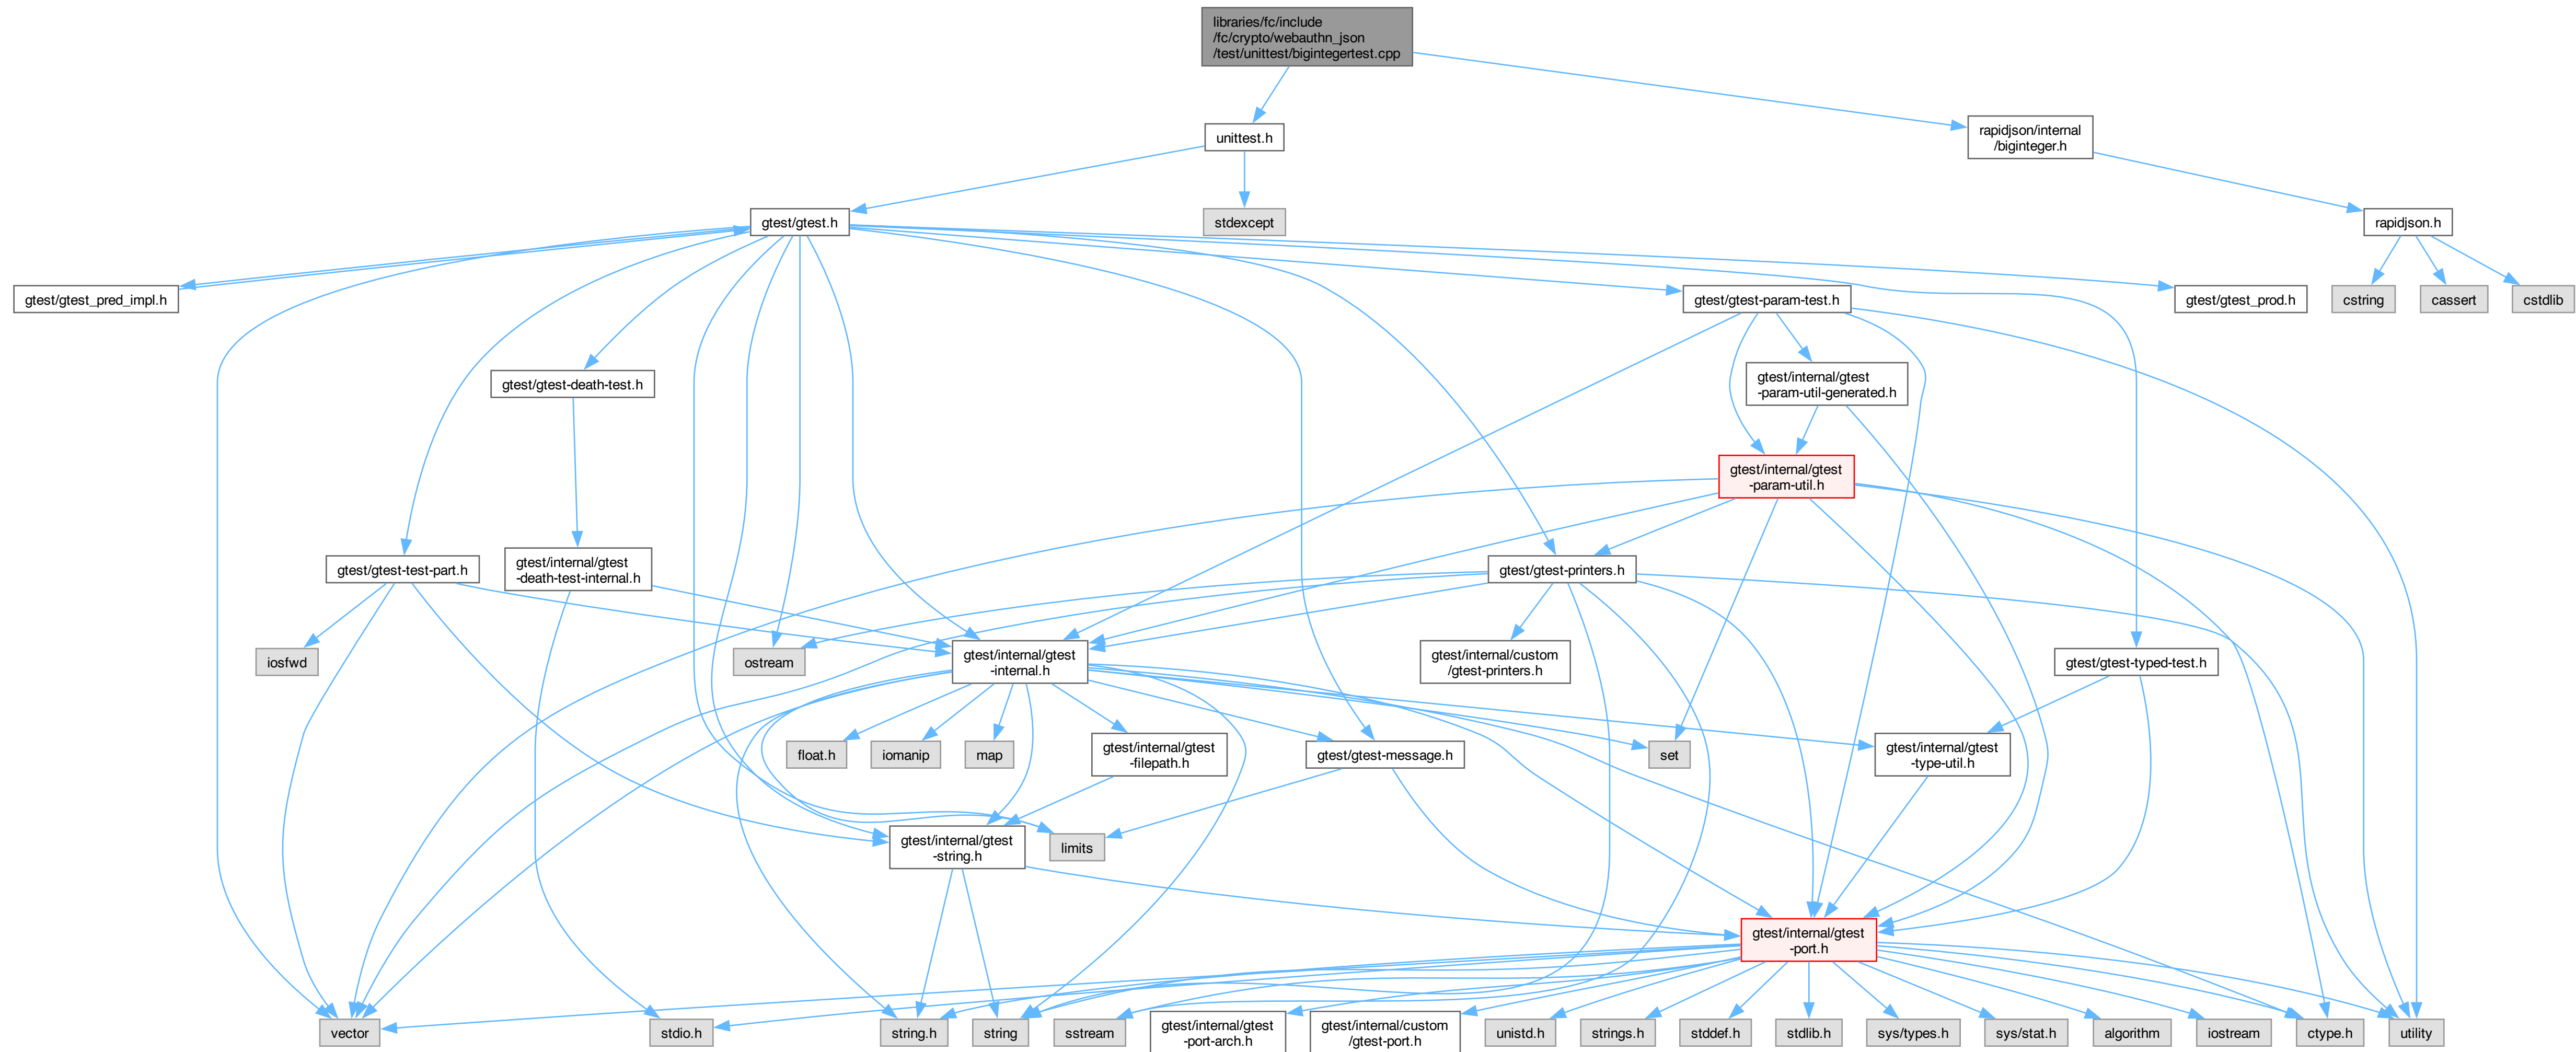 libraries/fc/include
/fc/crypto/webauthn_json
/test/unittest/bigintegertest.cpp
unittest.h
rapidjson/internal
/biginteger.h
gtest/gtest.h
stdexcept
rapidjson.h
gtest/gtest_pred_impl.h
gtest/gtest-param-test.h
gtest/gtest_prod.h
cstring
cassert
cstdlib
gtest/gtest-death-test.h
gtest/internal/gtest
-param-util-generated.h
gtest/internal/gtest
-param-util.h
gtest/gtest-test-part.h
gtest/internal/gtest
-death-test-internal.h
gtest/gtest-printers.h
iosfwd
ostream
gtest/internal/gtest
-internal.h
gtest/internal/custom
/gtest-printers.h
gtest/gtest-typed-test.h
float.h
iomanip
map
gtest/internal/gtest
-filepath.h
gtest/gtest-message.h
set
gtest/internal/gtest
-type-util.h
gtest/internal/gtest
-string.h
limits
gtest/internal/gtest
-port.h
vector
stdio.h
string.h
string
sstream
gtest/internal/gtest
-port-arch.h
gtest/internal/custom
/gtest-port.h
unistd.h
strings.h
stddef.h
stdlib.h
sys/types.h
sys/stat.h
algorithm
iostream
ctype.h
utility